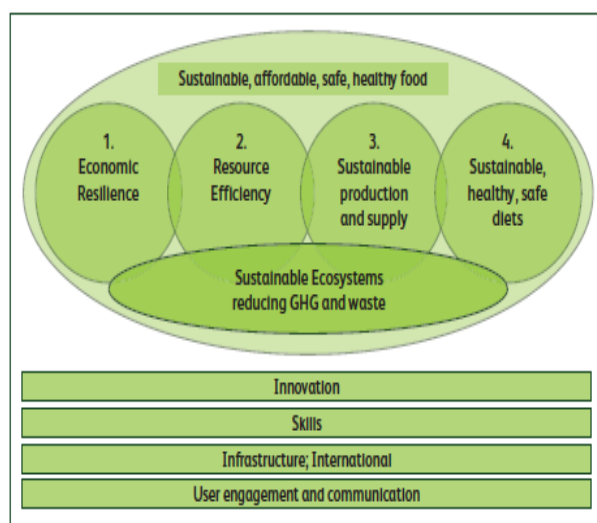 Sustainable, affordable, safe, healthy food
1.
Economic
Resilience
2.
Resource
Efficiency
3.
Sustainable
production
and supply
4.
Sustainable,
healthy, safe
diets
Sustainable Ecosystems
reducing GHG and waste
Innovation
Skills
Infrastructure; International
User engagement and communication